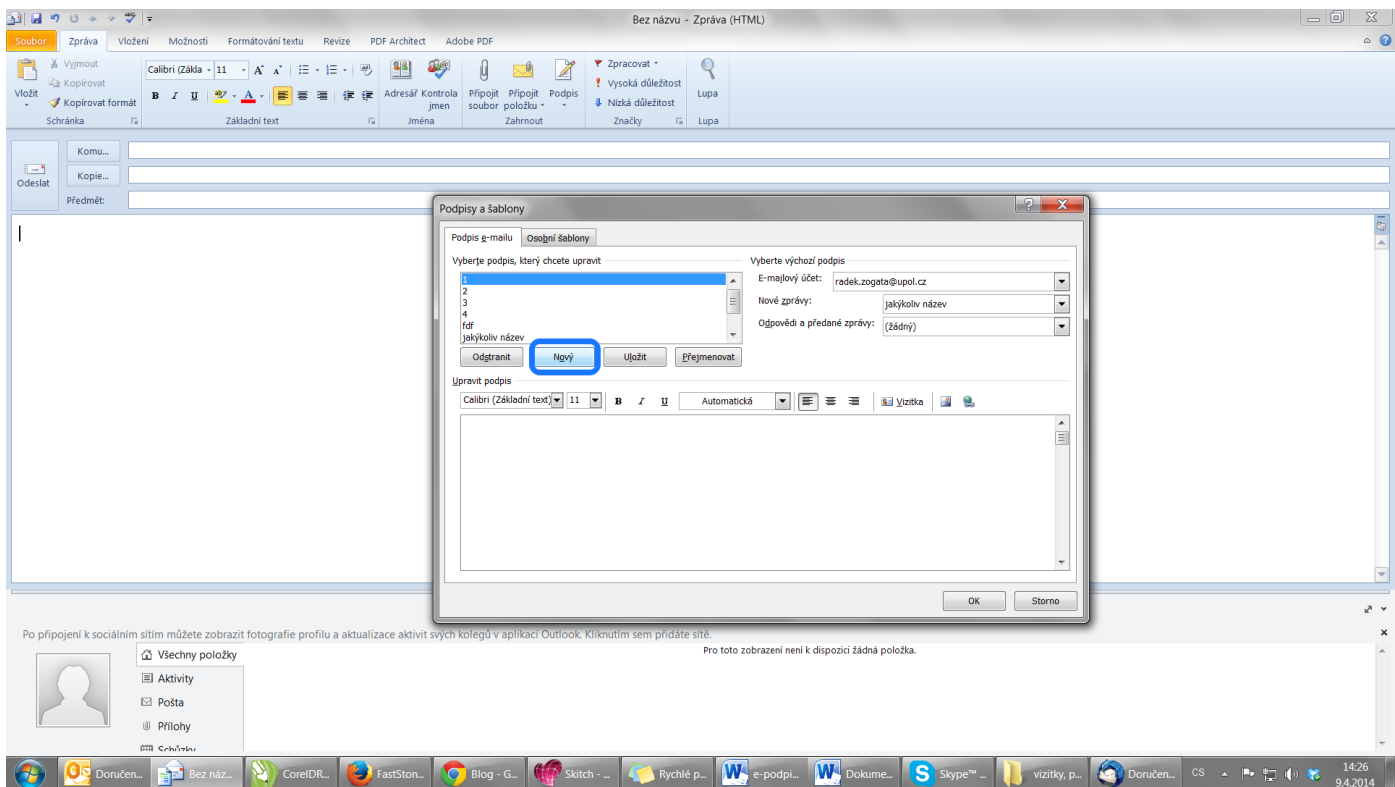 Bez názvu - Zpráva (HTML)
Soubor Zpráva Vložení Možnosti Formátování textu Revize PDF Architect Adobe PDF
Vložit
Vyjmout
Kopírovat
Kopírovat formát
Schránka
Calibri (Zákla 11
B I U
Základní text
Adresář Kontrola jmen
Jména
Připojit soubor Připojit položku Podpis
Zahrnout
Zpracovat
Vysoká důležitost
Nízká důležitost
Značky
Lupa
Lupa
Odeslat
Komu...
Kopie...
Předmět:
Podpisy a šablony
Podpis e-mailu Osobní šablony
Vyberte podpis, který chcete upravit
1
2
3
4
fdf
jakýkoliv název
Odstranit Nový Uložit Přejmenovat
Vyberte výchozí podpis
E-mailový účet: radek.zogata@upol.cz
Nové zprávy: jakýkoliv název
Odpovědi a předané zprávy: (žádný)
Upravit podpis
Calibri (Základní text) 11 B I U Automatická Vizitka
OK Storno
Po připojení k sociálním sítím můžete zobrazit fotografie profilu a aktualizace aktivit svých kolegů v aplikaci Outlook. Kliknutím sem přidáte sítě.
Všechny položky
Aktivity
Pošta
Přílohy
Schůzky
Pro toto zobrazení není k dispozici žádná položka.
Doručen... Bez náz... CorelDR... FastSton... Blog - G... Skitch - ... Rychlé p... e-podpi... Dokume... Skype™ ... vizitky, p... Doručen... CS 14:26
9.4.2014